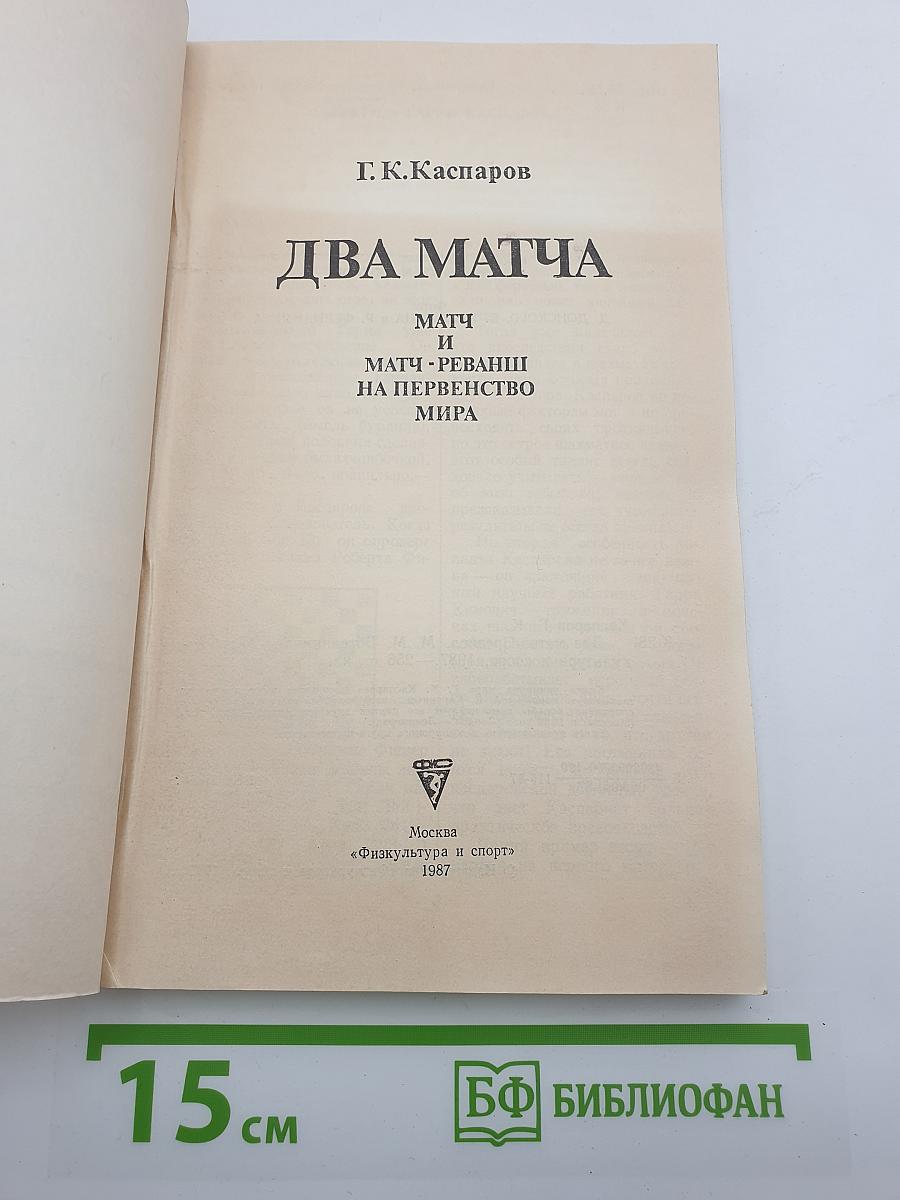 Г. К. Каспаров
ДВА МАТЧА
МАТЧ
И
МАТЧ - РЕВАНШ
НА ПЕРВЕНСТВО
МИРА
ФИС
Москва
«Физкультура и спорт»
1987
15 см
БФ БИБЛИОФАН